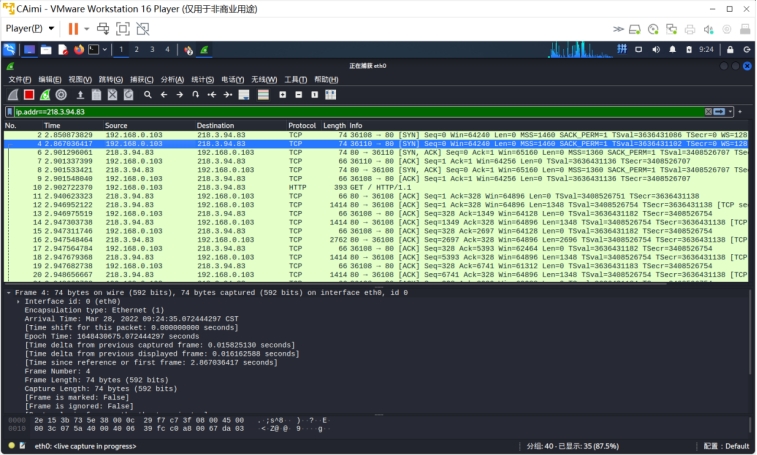 CAimi - VMware Workstation 16 Player (仅用于非商业用途)
Player(P)
1 2 3 4 9:24
正在捕获 eth0
文件(F) 编辑(E) 视图(V) 跳转(G) 捕获(C) 分析(A) 统计(S) 电话(Y) 无线(W) 工具(T) 帮助(H)
ip.addr==218.3.94.83
No. Time Source Destination Protocol Length Info
2 2.850873829 192.168.0.103 218.3.94.83 TCP 74 36108 → 80 [SYN] Seq=0 Win=64240 Len=0 MSS=1460 SACK_PERM=1 TSval=3636431086 TSecr=0 WS=128
4 2.867036417 192.168.0.103 218.3.94.83 TCP 74 36110 → 80 [SYN] Seq=0 Win=64240 Len=0 MSS=1460 SACK_PERM=1 TSval=3636431102 TSecr=0 WS=128
6 2.901296061 218.3.94.83 192.168.0.103 TCP 74 80 → 36110 [SYN, ACK] Seq=0 Ack=1 Win=65160 Len=0 MSS=1360 SACK_PERM=1 TSval=3408526707 TSe
7 2.901337399 192.168.0.103 218.3.94.83 TCP 66 36110 → 80 [ACK] Seq=1 Ack=1 Win=64256 Len=0 TSval=3636431136 TSecr=3408526707
8 2.901533421 218.3.94.83 192.168.0.103 TCP 74 80 → 36108 [SYN, ACK] Seq=0 Ack=1 Win=65160 Len=0 MSS=1360 SACK_PERM=1 TSval=3408526707 TSe
9 2.901548840 192.168.0.103 218.3.94.83 TCP 66 36108 → 80 [ACK] Seq=1 Ack=1 Win=64256 Len=0 TSval=3636431136 TSecr=3408526707
10 2.902722370 192.168.0.103 218.3.94.83 HTTP 393 GET / HTTP/1.1
11 2.946623323 218.3.94.83 192.168.0.103 TCP 66 80 → 36108 [ACK] Seq=1 Ack=328 Win=64896 Len=0 TSval=3408526751 TSecr=3636431138
12 2.946952122 218.3.94.83 192.168.0.103 TCP 1414 80 → 36108 [ACK] Seq=1 Ack=328 Win=64896 Len=1348 TSval=3408526754 TSecr=3636431138 [TCP se
13 2.946975519 192.168.0.103 218.3.94.83 TCP 66 36108 → 80 [ACK] Seq=328 Ack=1349 Win=64128 Len=0 TSval=3636431182 TSecr=3408526754
14 2.947303738 218.3.94.83 192.168.0.103 TCP 1414 80 → 36108 [ACK] Seq=1349 Ack=328 Win=64896 Len=1348 TSval=3408526754 TSecr=3636431138 [TCP
15 2.947311746 192.168.0.103 218.3.94.83 TCP 66 36108 → 80 [ACK] Seq=328 Ack=2697 Win=64128 Len=0 TSval=3636431182 TSecr=3408526754
16 2.947548464 218.3.94.83 192.168.0.103 TCP 2762 80 → 36108 [ACK] Seq=2697 Ack=328 Win=64896 Len=2696 TSval=3408526754 TSecr=3636431138 [TCP
17 2.947564784 192.168.0.103 218.3.94.83 TCP 66 36108 → 80 [ACK] Seq=328 Ack=5393 Win=62464 Len=0 TSval=3636431182 TSecr=3408526754
18 2.947679368 218.3.94.83 192.168.0.103 TCP 1414 80 → 36108 [ACK] Seq=5393 Ack=328 Win=64896 Len=1348 TSval=3408526754 TSecr=3636431138 [TCP
19 2.947682738 192.168.0.103 218.3.94.83 TCP 66 36108 → 80 [ACK] Seq=328 Ack=6741 Win=61312 Len=0 TSval=3636431183 TSecr=3408526754
20 2.948656667 218.3.94.83 192.168.0.103 TCP 1414 80 → 36108 [ACK] Seq=6741 Ack=328 Win=64896 Len=1348 TSval=3408526754 TSecr=3636431138 [TCP
Frame 4: 74 bytes on wire (592 bits), 74 bytes captured (592 bits) on interface eth0, id 0
Interface id: 0 (eth0)
Encapsulation type: Ethernet (1)
Arrival Time: Mar 28, 2022 09:24:35.072444297 CST
[Time shift for this packet: 0.000000000 seconds]
Epoch Time: 1648430675.072444297 seconds
[Time delta from previous captured frame: 0.015825130 seconds]
[Time delta from previous displayed frame: 0.016162588 seconds]
[Time since reference or first frame: 2.867036417 seconds]
Frame Number: 4
Frame Length: 74 bytes (592 bits)
Capture Length: 74 bytes (592 bits)
[Frame is marked: False]
[Frame is ignored: False]
0000 2e 15 3b 73 5e 38 00 0c 29 f7 c7 3f 08 00 45 00 .·;s^8·· )··?··E·
0010 00 3c 07 5a 40 00 40 06 39 fc c0 a8 00 67 da 03 ·<·Z@·@· 9····g··
eth0: <live capture in progress> 分组: 40 · 已显示: 35 (87.5%) 配置: Default